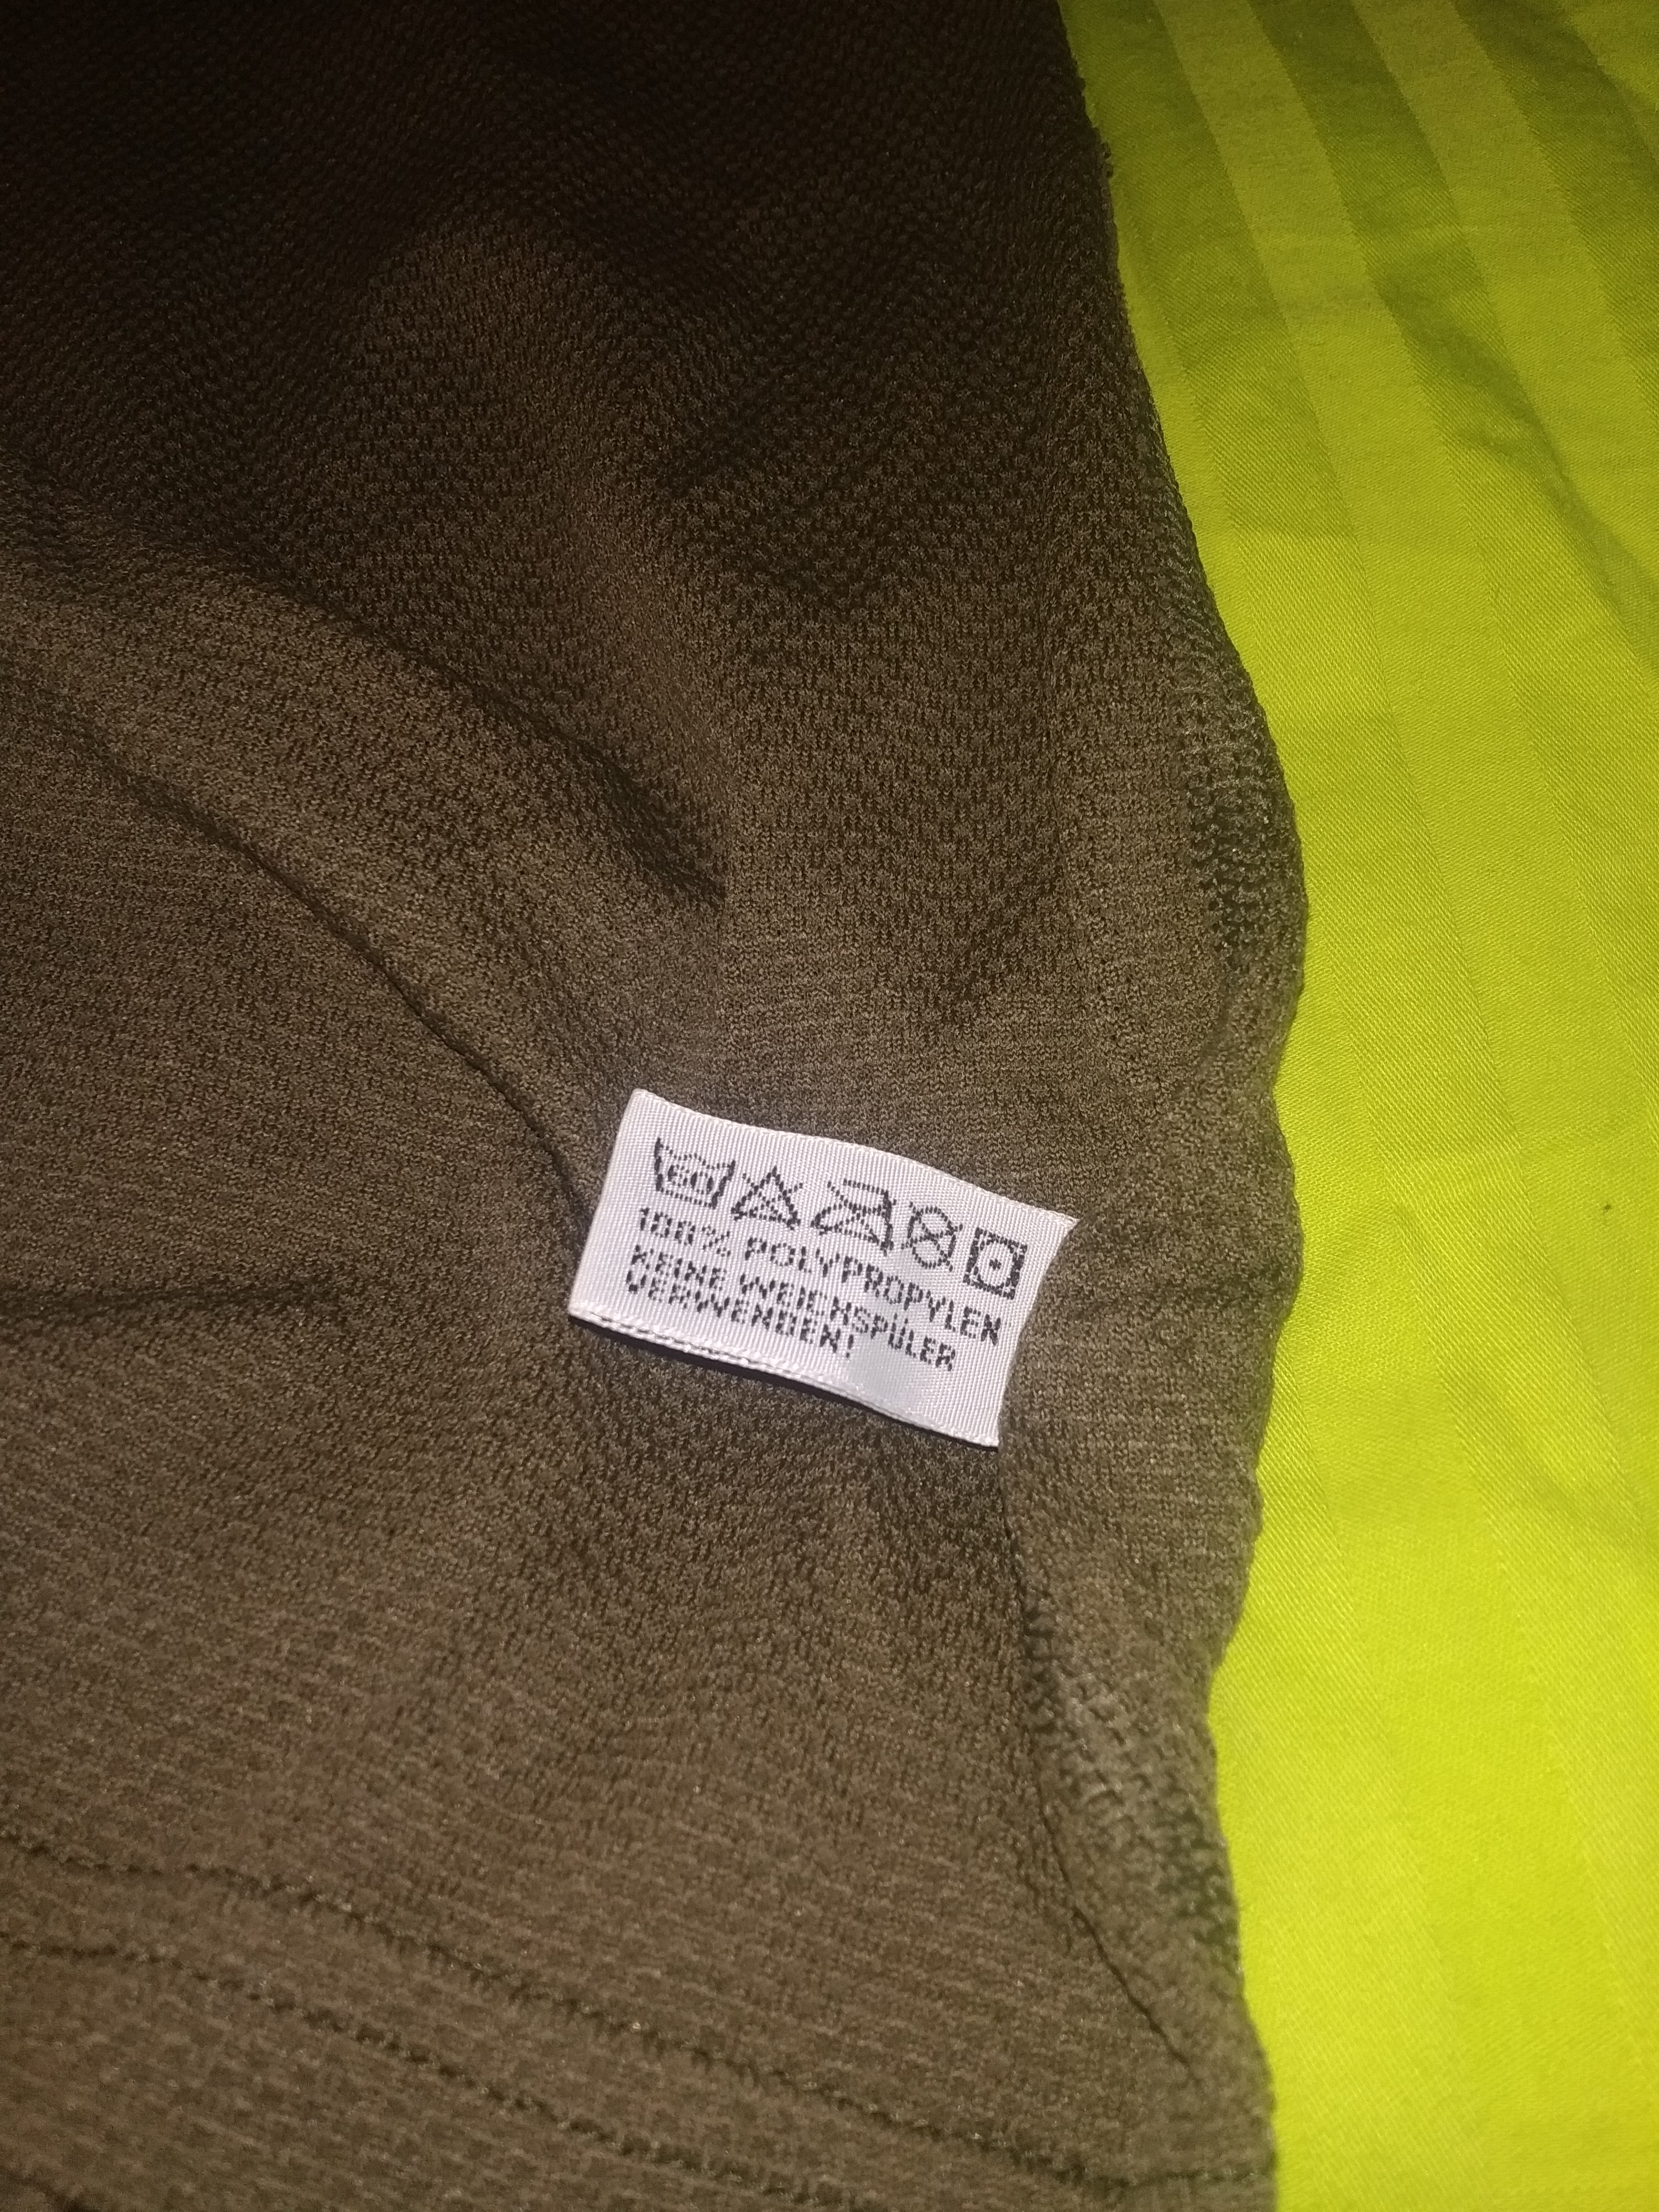 60
100% POLYPROPYLEN
KEINE WEICHSPÜLER
VERWENDEN!